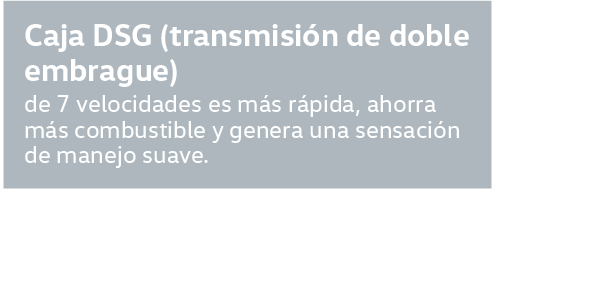 Caja DSG (transmisión de doble
embrague)
de 7 velocidades es más rápida, ahorra
más combustible y genera una sensación
de manejo suave.